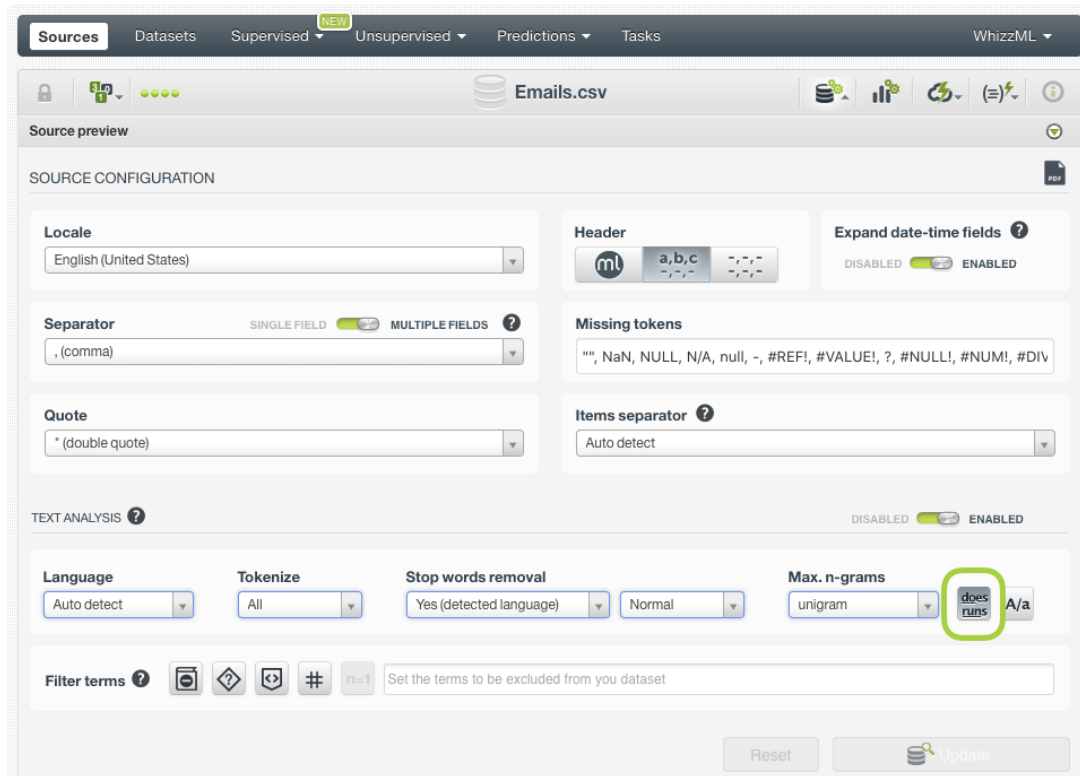 NEW
Sources Datasets Supervised Unsupervised Predictions Tasks WhizzML
Emails.csv
Source preview
SOURCE CONFIGURATION
PDF
Locale
English (United States)
Header
ml
a,b,c
-,-,-
-,-,-
-,-,-
Expand date-time fields ?
DISABLED ENABLED
Separator SINGLE FIELD MULTIPLE FIELDS ?
, (comma)
Missing tokens
"", NaN, NULL, N/A, null, -, #REF!, #VALUE!, ?, #NULL!, #NUM!, #DIV
Quote
" (double quote)
Items separator ?
Auto detect
TEXT ANALYSIS ? DISABLED ENABLED
Language Tokenize Stop words removal Max. n-grams
Auto detect All Yes (detected language) Normal unigram
does
runs
A/a
Filter terms ? ? <> # n=1 Set the terms to be excluded from you dataset
Reset Update